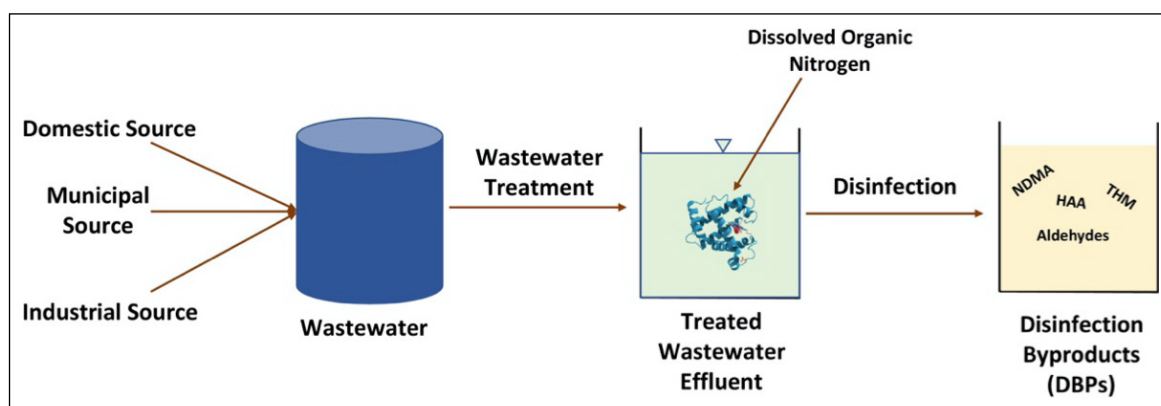 Dissolved Organic
Nitrogen
Domestic Source
Municipal
Source
Industrial Source
Wastewater
Wastewater
Treatment
Disinfection
NDMA
HAA
THM
Aldehydes
Treated
Wastewater
Effluent
Disinfection
Byproducts
(DBPs)